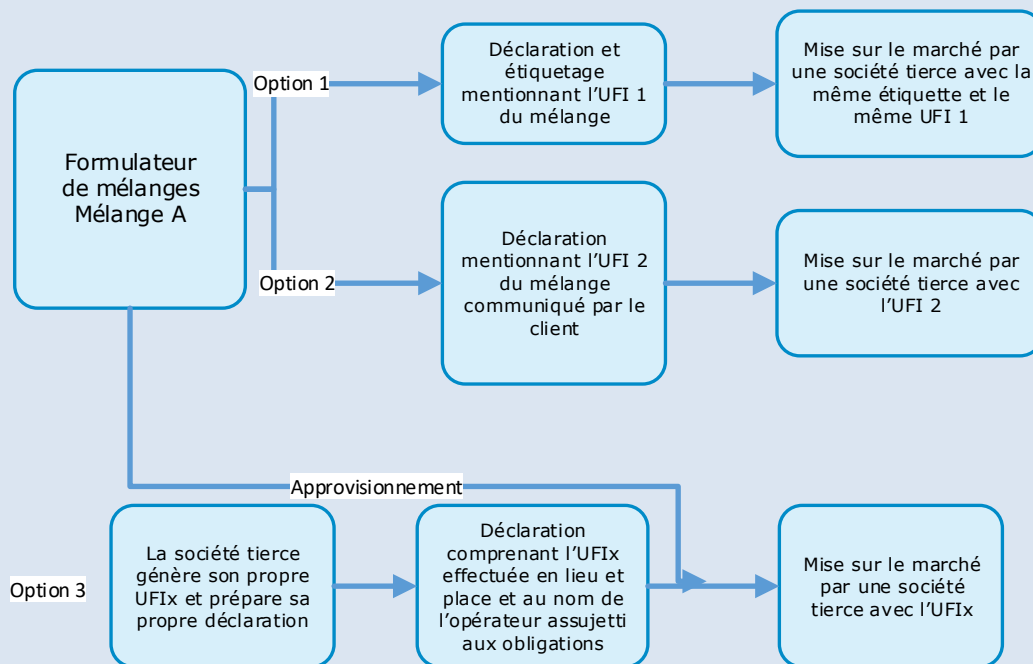 Formulateur
de mélanges
Mélange A
Option 1
Déclaration et
étiquetage
mentionnant l'UFI 1
du mélange
Mise sur le marché par
une société tierce avec la
même étiquette et le
même UFI 1
Option 2
Déclaration
mentionnant l'UFI 2
du mélange
communiqué par le
client
Mise sur le marché par
une société tierce avec
l'UFI 2
Approvisionnement
Option 3
La société tierce
génère son propre
UFIx et prépare sa
propre déclaration
Déclaration
comprenant l'UFIx
effectuée en lieu et
place et au nom de
l'opérateur assujetti
aux obligations
Mise sur le marché
par une société
tierce avec l'UFIx